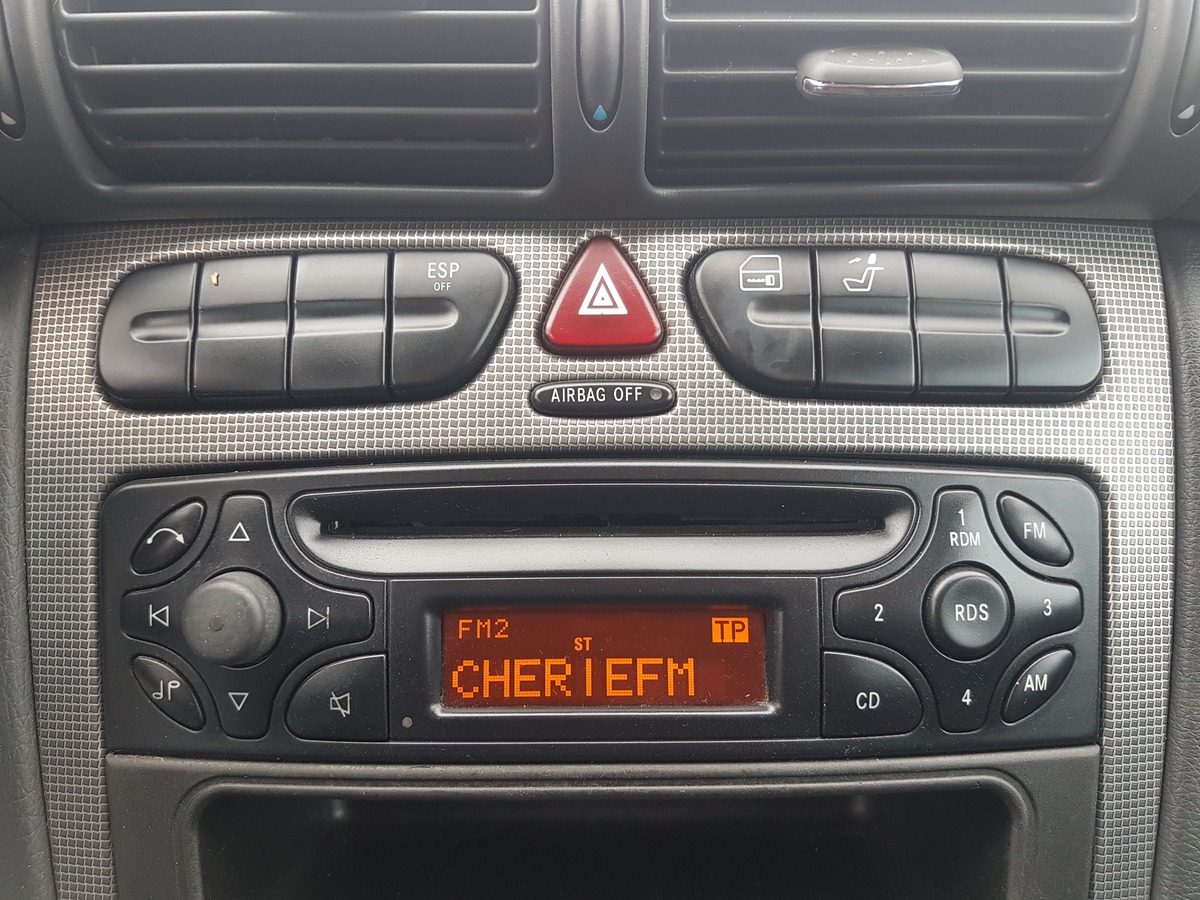 ESP
OFF
AIRBAG OFF
1
RDM
FM
2
RDS
3
FM2
TP
ST
CHERIEFM
CD
4
AM